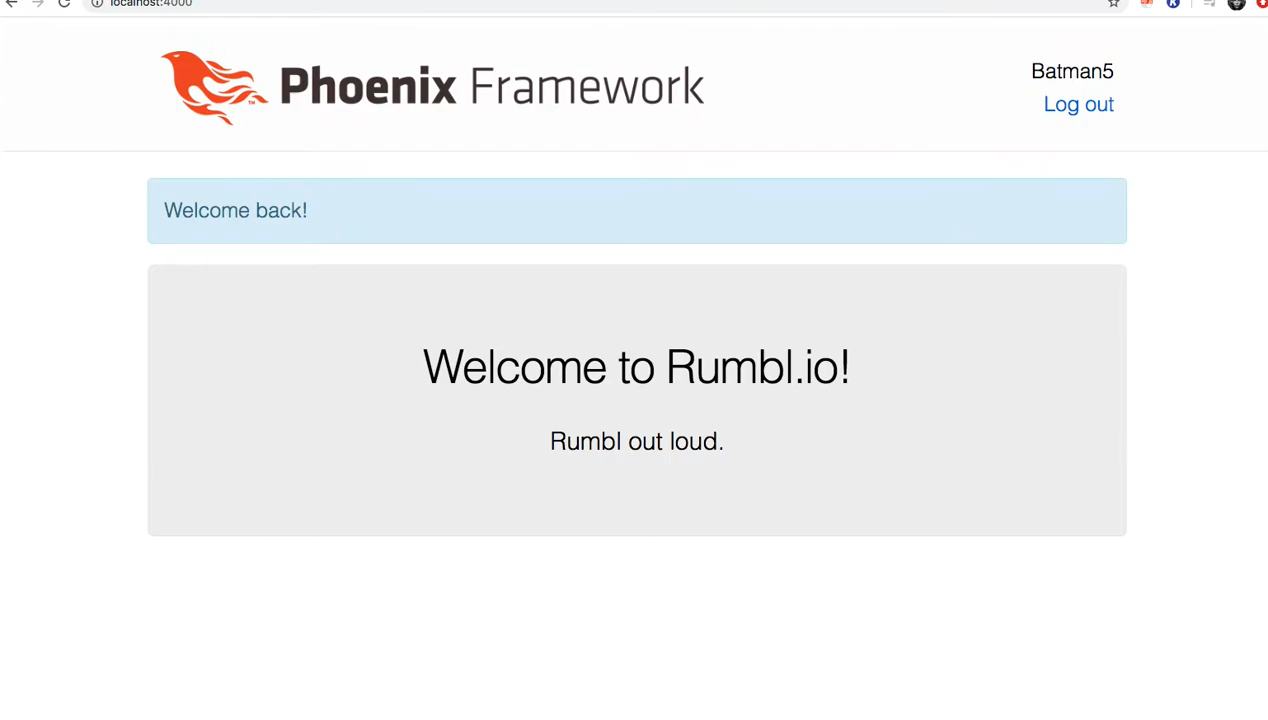 localhost:4000
Phoenix Framework
Batman5
Log out
Welcome back!
Welcome to Rumbl.io!
Rumbl out loud.